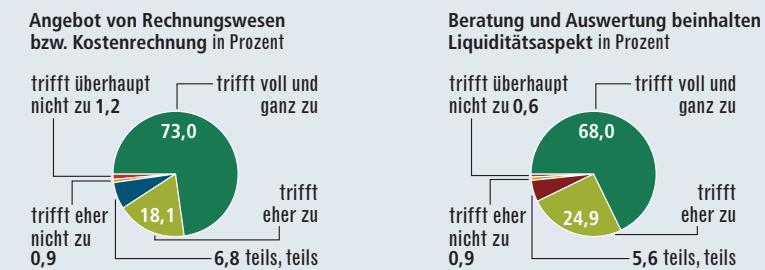 Angebot von Rechnungswesen
bzw. Kostenrechnung in Prozent
trifft überhaupt
nicht zu 1,2
trifft voll und
ganz zu
73,0
18,1
trifft
eher zu
trifft eher
nicht zu
0,9
6,8 teils, teils
Beratung und Auswertung beinhalten
Liquiditätsaspekt in Prozent
trifft überhaupt
nicht zu 0,6
trifft voll und
ganz zu
68,0
24,9
trifft
eher zu
trifft eher
nicht zu
0,9
5,6 teils, teils